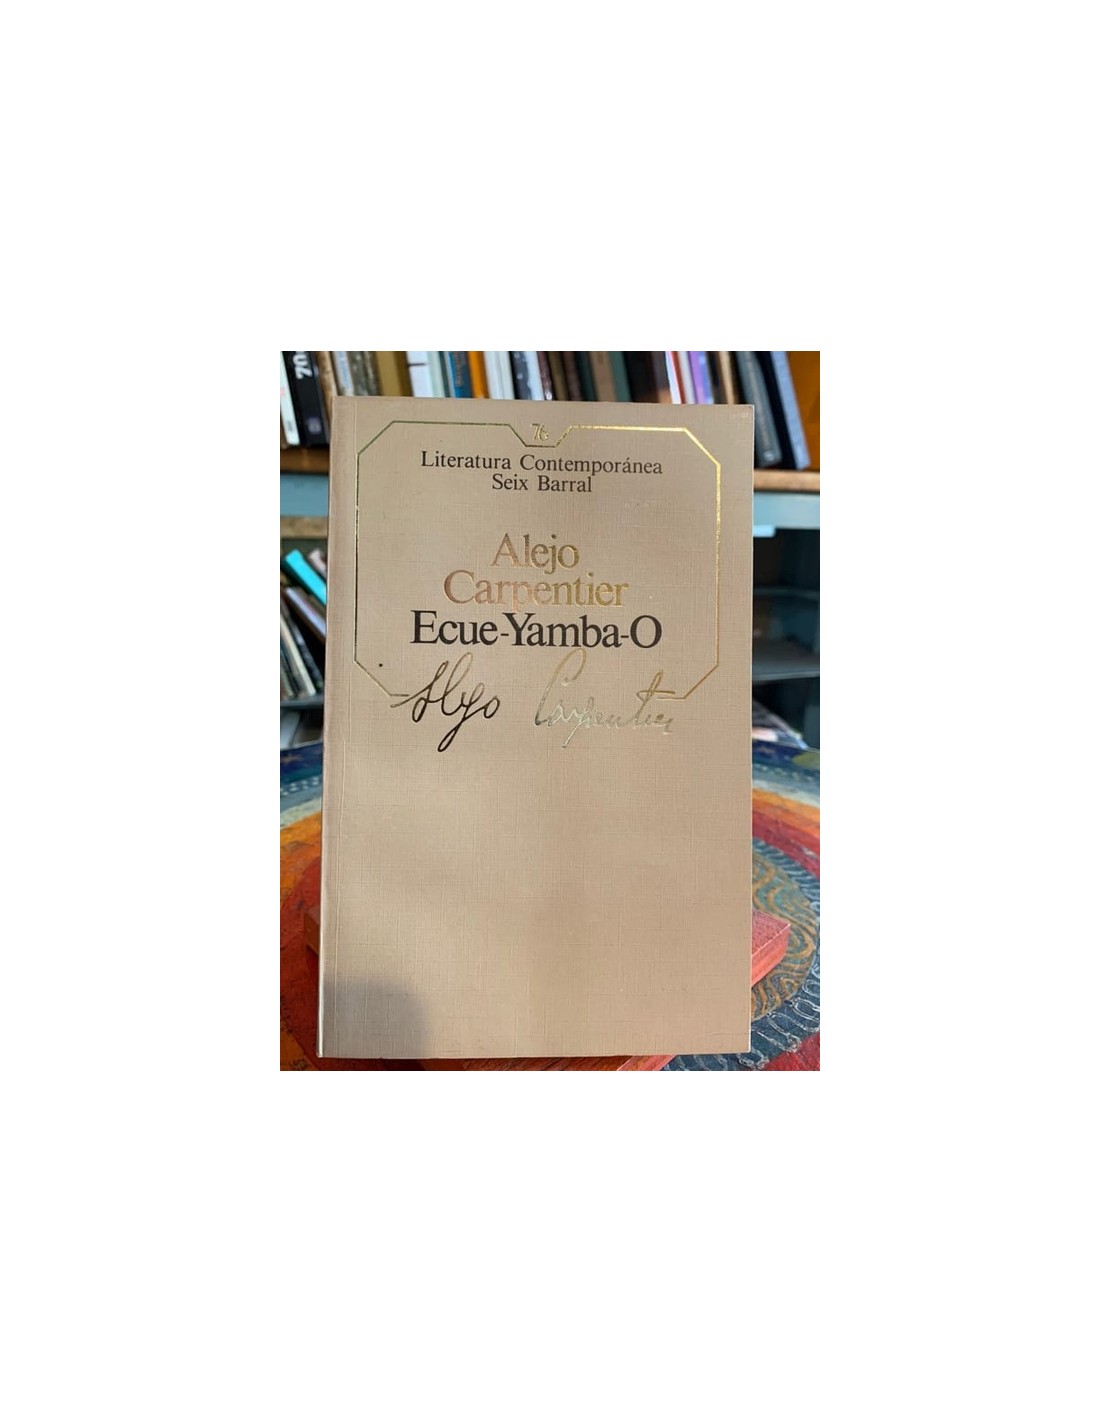 76
Literatura Contemporánea
Seix Barral
Alejo
Carpentier
Ecue-Yamba-O
Alejo Carpentier